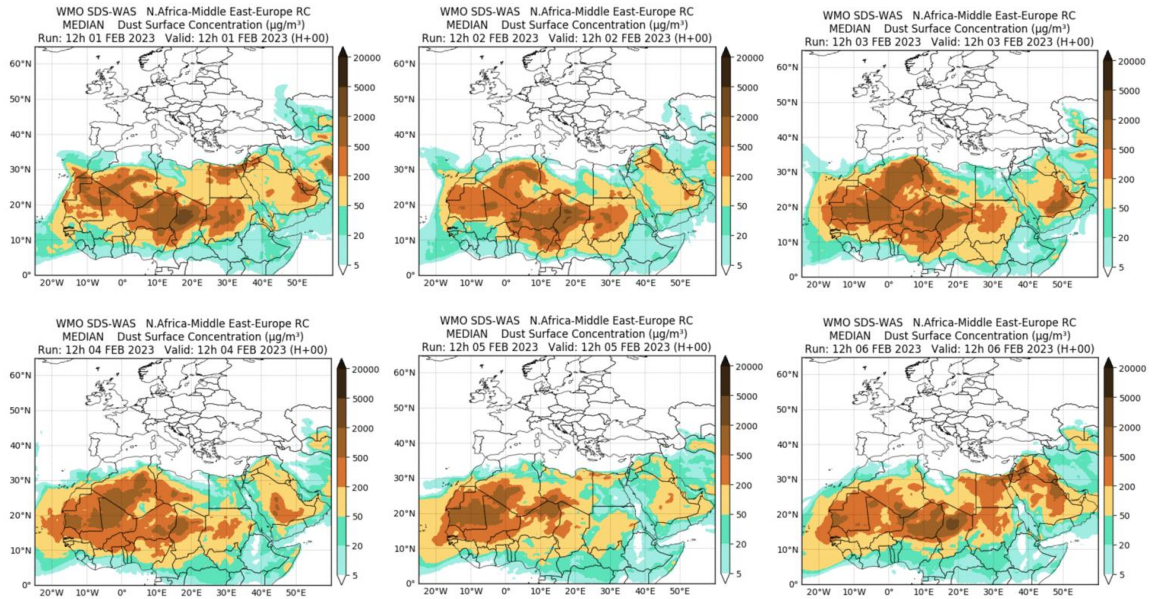 WMO SDS-WAS N.Africa-Middle East-Europe RC
MEDIAN Dust Surface Concentration (µg/m³)
Run: 12h 01 FEB 2023 Valid: 12h 01 FEB 2023 (H+00)
60°N
50°N
40°N
30°N
20°N
10°N
0°
20°W 10°W 0° 10°E 20°E 30°E 40°E 50°E
20000
5000
2000
500
200
50
20
5
WMO SDS-WAS N.Africa-Middle East-Europe RC
MEDIAN Dust Surface Concentration (µg/m³)
Run: 12h 02 FEB 2023 Valid: 12h 02 FEB 2023 (H+00)
60°N
50°N
40°N
30°N
20°N
10°N
0°
20°W 10°W 0° 10°E 20°E 30°E 40°E 50°E
20000
5000
2000
500
200
50
20
5
WMO SDS-WAS N.Africa-Middle East-Europe RC
MEDIAN Dust Surface Concentration (µg/m³)
Run: 12h 03 FEB 2023 Valid: 12h 03 FEB 2023 (H+00)
60°N
50°N
40°N
30°N
20°N
10°N
0°
20°W 10°W 0° 10°E 20°E 30°E 40°E 50°E
20000
5000
2000
500
200
50
20
5
WMO SDS-WAS N.Africa-Middle East-Europe RC
MEDIAN Dust Surface Concentration (µg/m³)
Run: 12h 04 FEB 2023 Valid: 12h 04 FEB 2023 (H+00)
60°N
50°N
40°N
30°N
20°N
10°N
0°
20°W 10°W 0° 10°E 20°E 30°E 40°E 50°E
20000
5000
2000
500
200
50
20
5
WMO SDS-WAS N.Africa-Middle East-Europe RC
MEDIAN Dust Surface Concentration (µg/m³)
Run: 12h 05 FEB 2023 Valid: 12h 05 FEB 2023 (H+00)
60°N
50°N
40°N
30°N
20°N
10°N
0°
20°W 10°W 0° 10°E 20°E 30°E 40°E 50°E
20000
5000
2000
500
200
50
20
5
WMO SDS-WAS N.Africa-Middle East-Europe RC
MEDIAN Dust Surface Concentration (µg/m³)
Run: 12h 06 FEB 2023 Valid: 12h 06 FEB 2023 (H+00)
60°N
50°N
40°N
30°N
20°N
10°N
0°
20°W 10°W 0° 10°E 20°E 30°E 40°E 50°E
20000
5000
2000
500
200
50
20
5